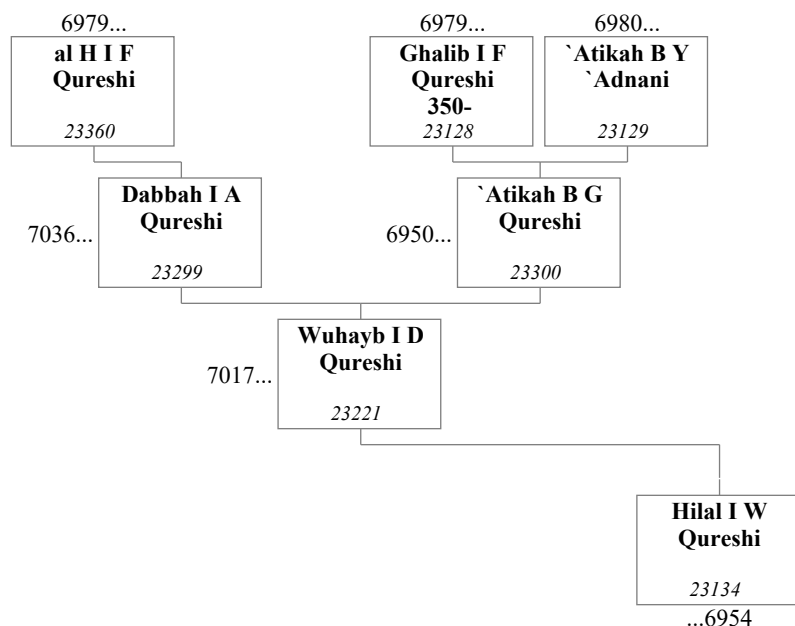 6979...
6979...
6980...
al H I F
Qureshi
23360
Ghalib I F
Qureshi
350-
23128
`Atikah B Y
`Adnani
23129
7036...
Dabbah I A
Qureshi
23299
6950...
`Atikah B G
Qureshi
23300
7017...
Wuhayb I D
Qureshi
23221
Hilal I W
Qureshi
23134
...6954